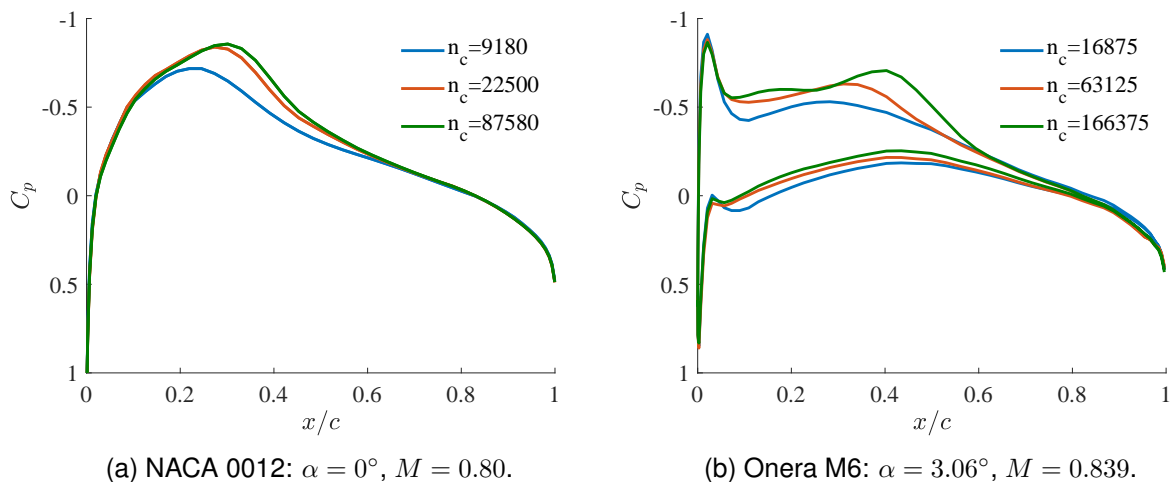 -1
-0.5
0
0.5
1
C_p
0
0.2
0.4
0.6
0.8
1
x/c
n_c=9180
n_c=22500
n_c=87580
(a) NACA 0012: α = 0°, M = 0.80.
-1
-0.5
0
0.5
1
C_p
0
0.2
0.4
0.6
0.8
1
x/c
n_c=16875
n_c=63125
n_c=166375
(b) Onera M6: α = 3.06°, M = 0.839.